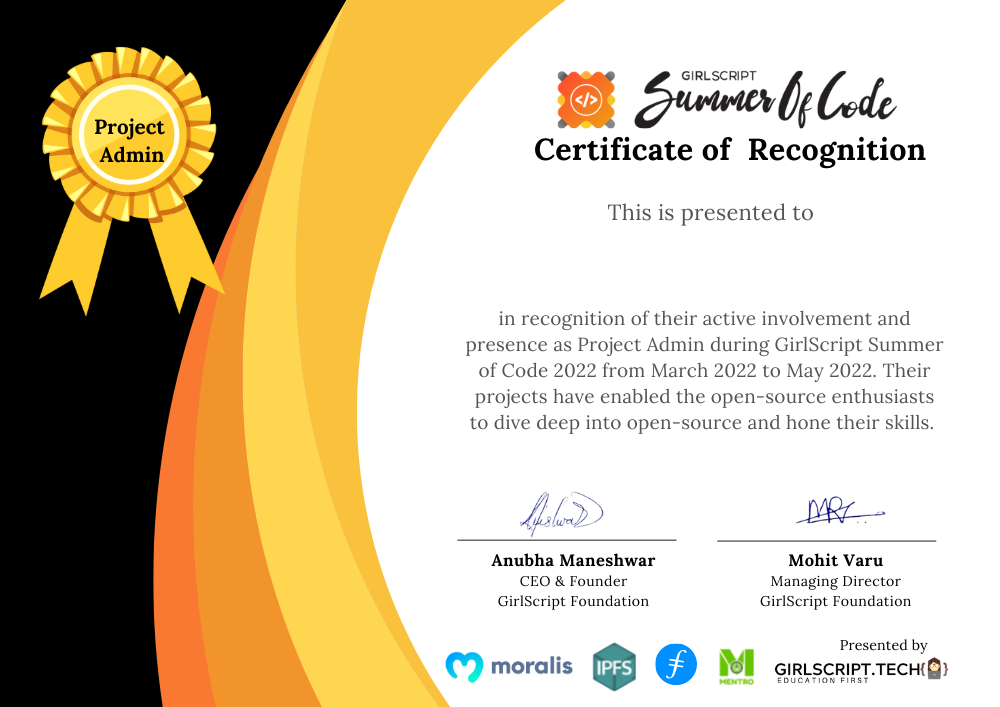 Project
Admin
GIRLSCRIPT
Summer Of Code
Certificate of Recognition
This is presented to
in recognition of their active involvement and
presence as Project Admin during GirlScript Summer
of Code 2022 from March 2022 to May 2022. Their
projects have enabled the open-source enthusiasts
to dive deep into open-source and hone their skills.
Anubha Maneshwar
CEO & Founder
GirlScript Foundation
Mohit Varu
Managing Director
GirlScript Foundation
Presented by
moralis
IPFS
MENTRO
GIRLSCRIPT.TECH{ }
EDUCATION FIRST